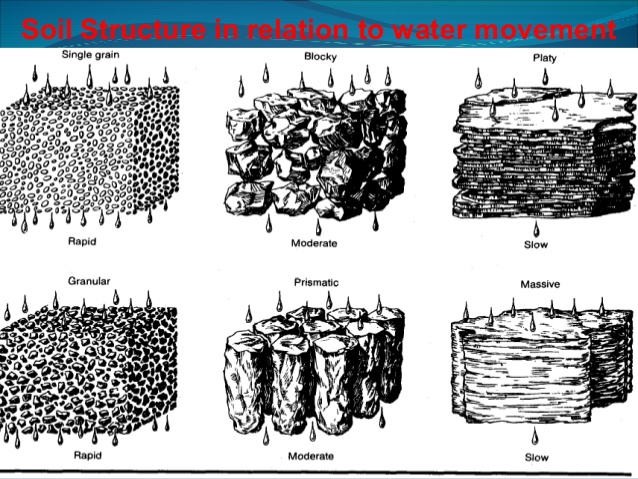 Soil Structure in relation to water movement
Single grain
Blocky
Platy
Rapid
Moderate
Slow
Granular
Prismatic
Massive
Rapid
Moderate
Slow